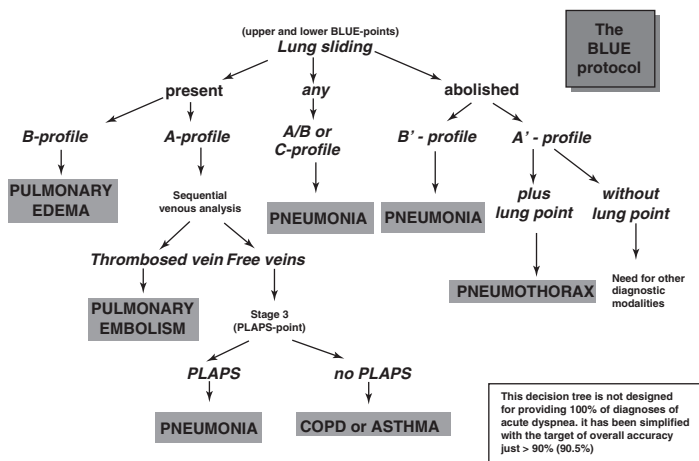 (upper and lower BLUE-points)
Lung sliding
The
BLUE
protocol
present
any
abolished
B-profile
A-profile
A/B or
C-profile
B' - profile
A' - profile
PULMONARY
EDEMA
Sequential
venous analysis
PNEUMONIA
PNEUMONIA
plus
lung point
without
lung point
Thrombosed vein
Free veins
PULMONARY
EMBOLISM
Stage 3
(PLAPS-point)
PNEUMOTHORAX
Need for other
diagnostic
modalities
PLAPS
no PLAPS
PNEUMONIA
COPD or ASTHMA
This decision tree is not designed
for providing 100% of diagnoses of
acute dyspnea. it has been simplified
with the target of overall accuracy
just > 90% (90.5%)